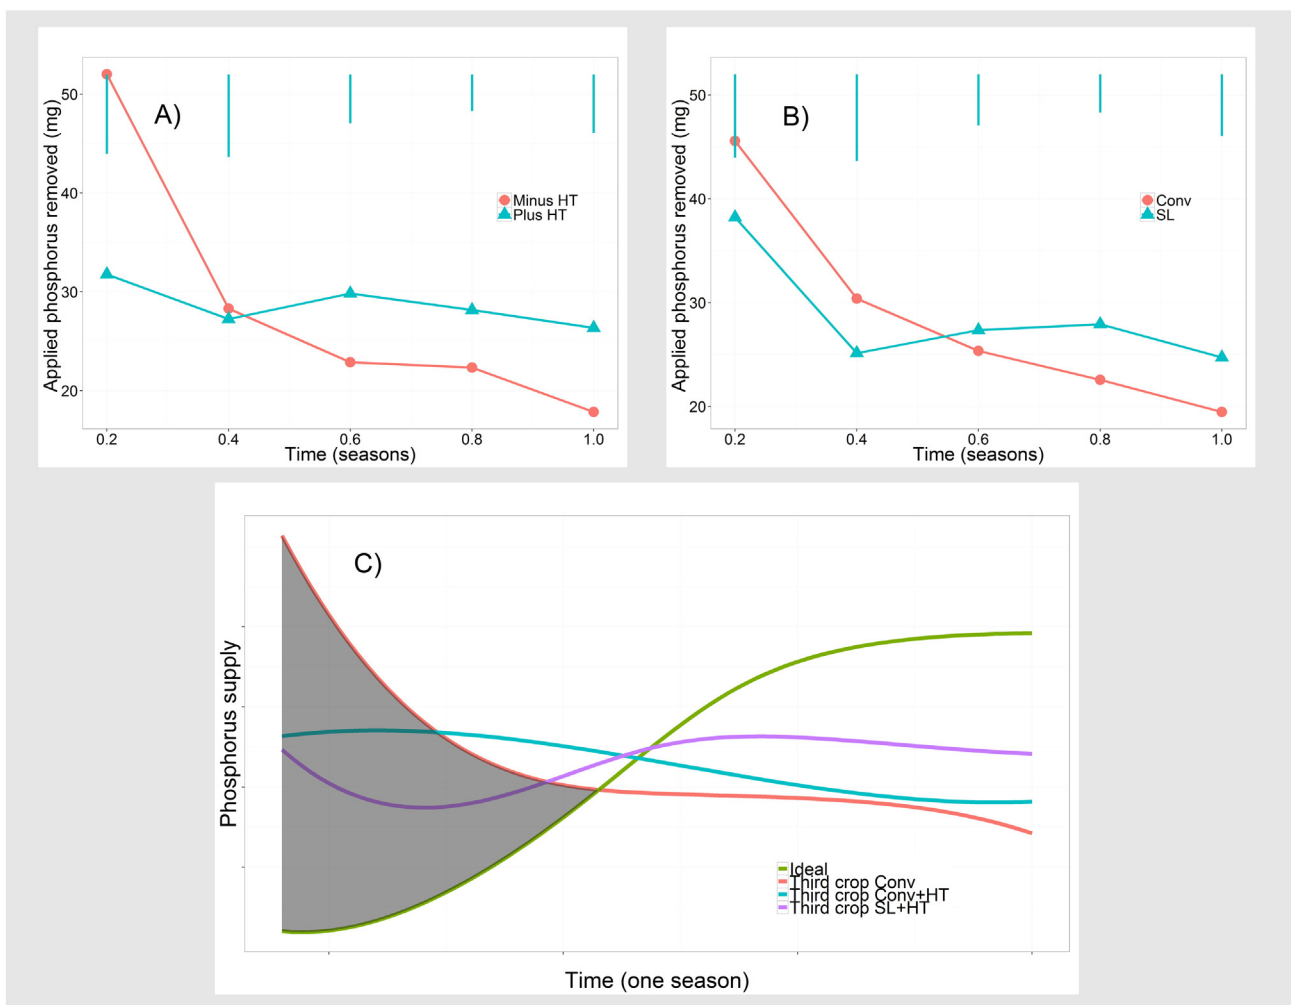 A)
Applied phosphorus removed (mg)
50
40
30
20
Minus HT
Plus HT
0.2 0.4 0.6 0.8 1.0
Time (seasons)
B)
Applied phosphorus removed (mg)
50
40
30
20
Conv
SL
0.2 0.4 0.6 0.8 1.0
Time (seasons)
C)
Phosphorus supply
Ideal
Third crop Conv
Third crop Conv+HT
Third crop SL+HT
Time (one season)